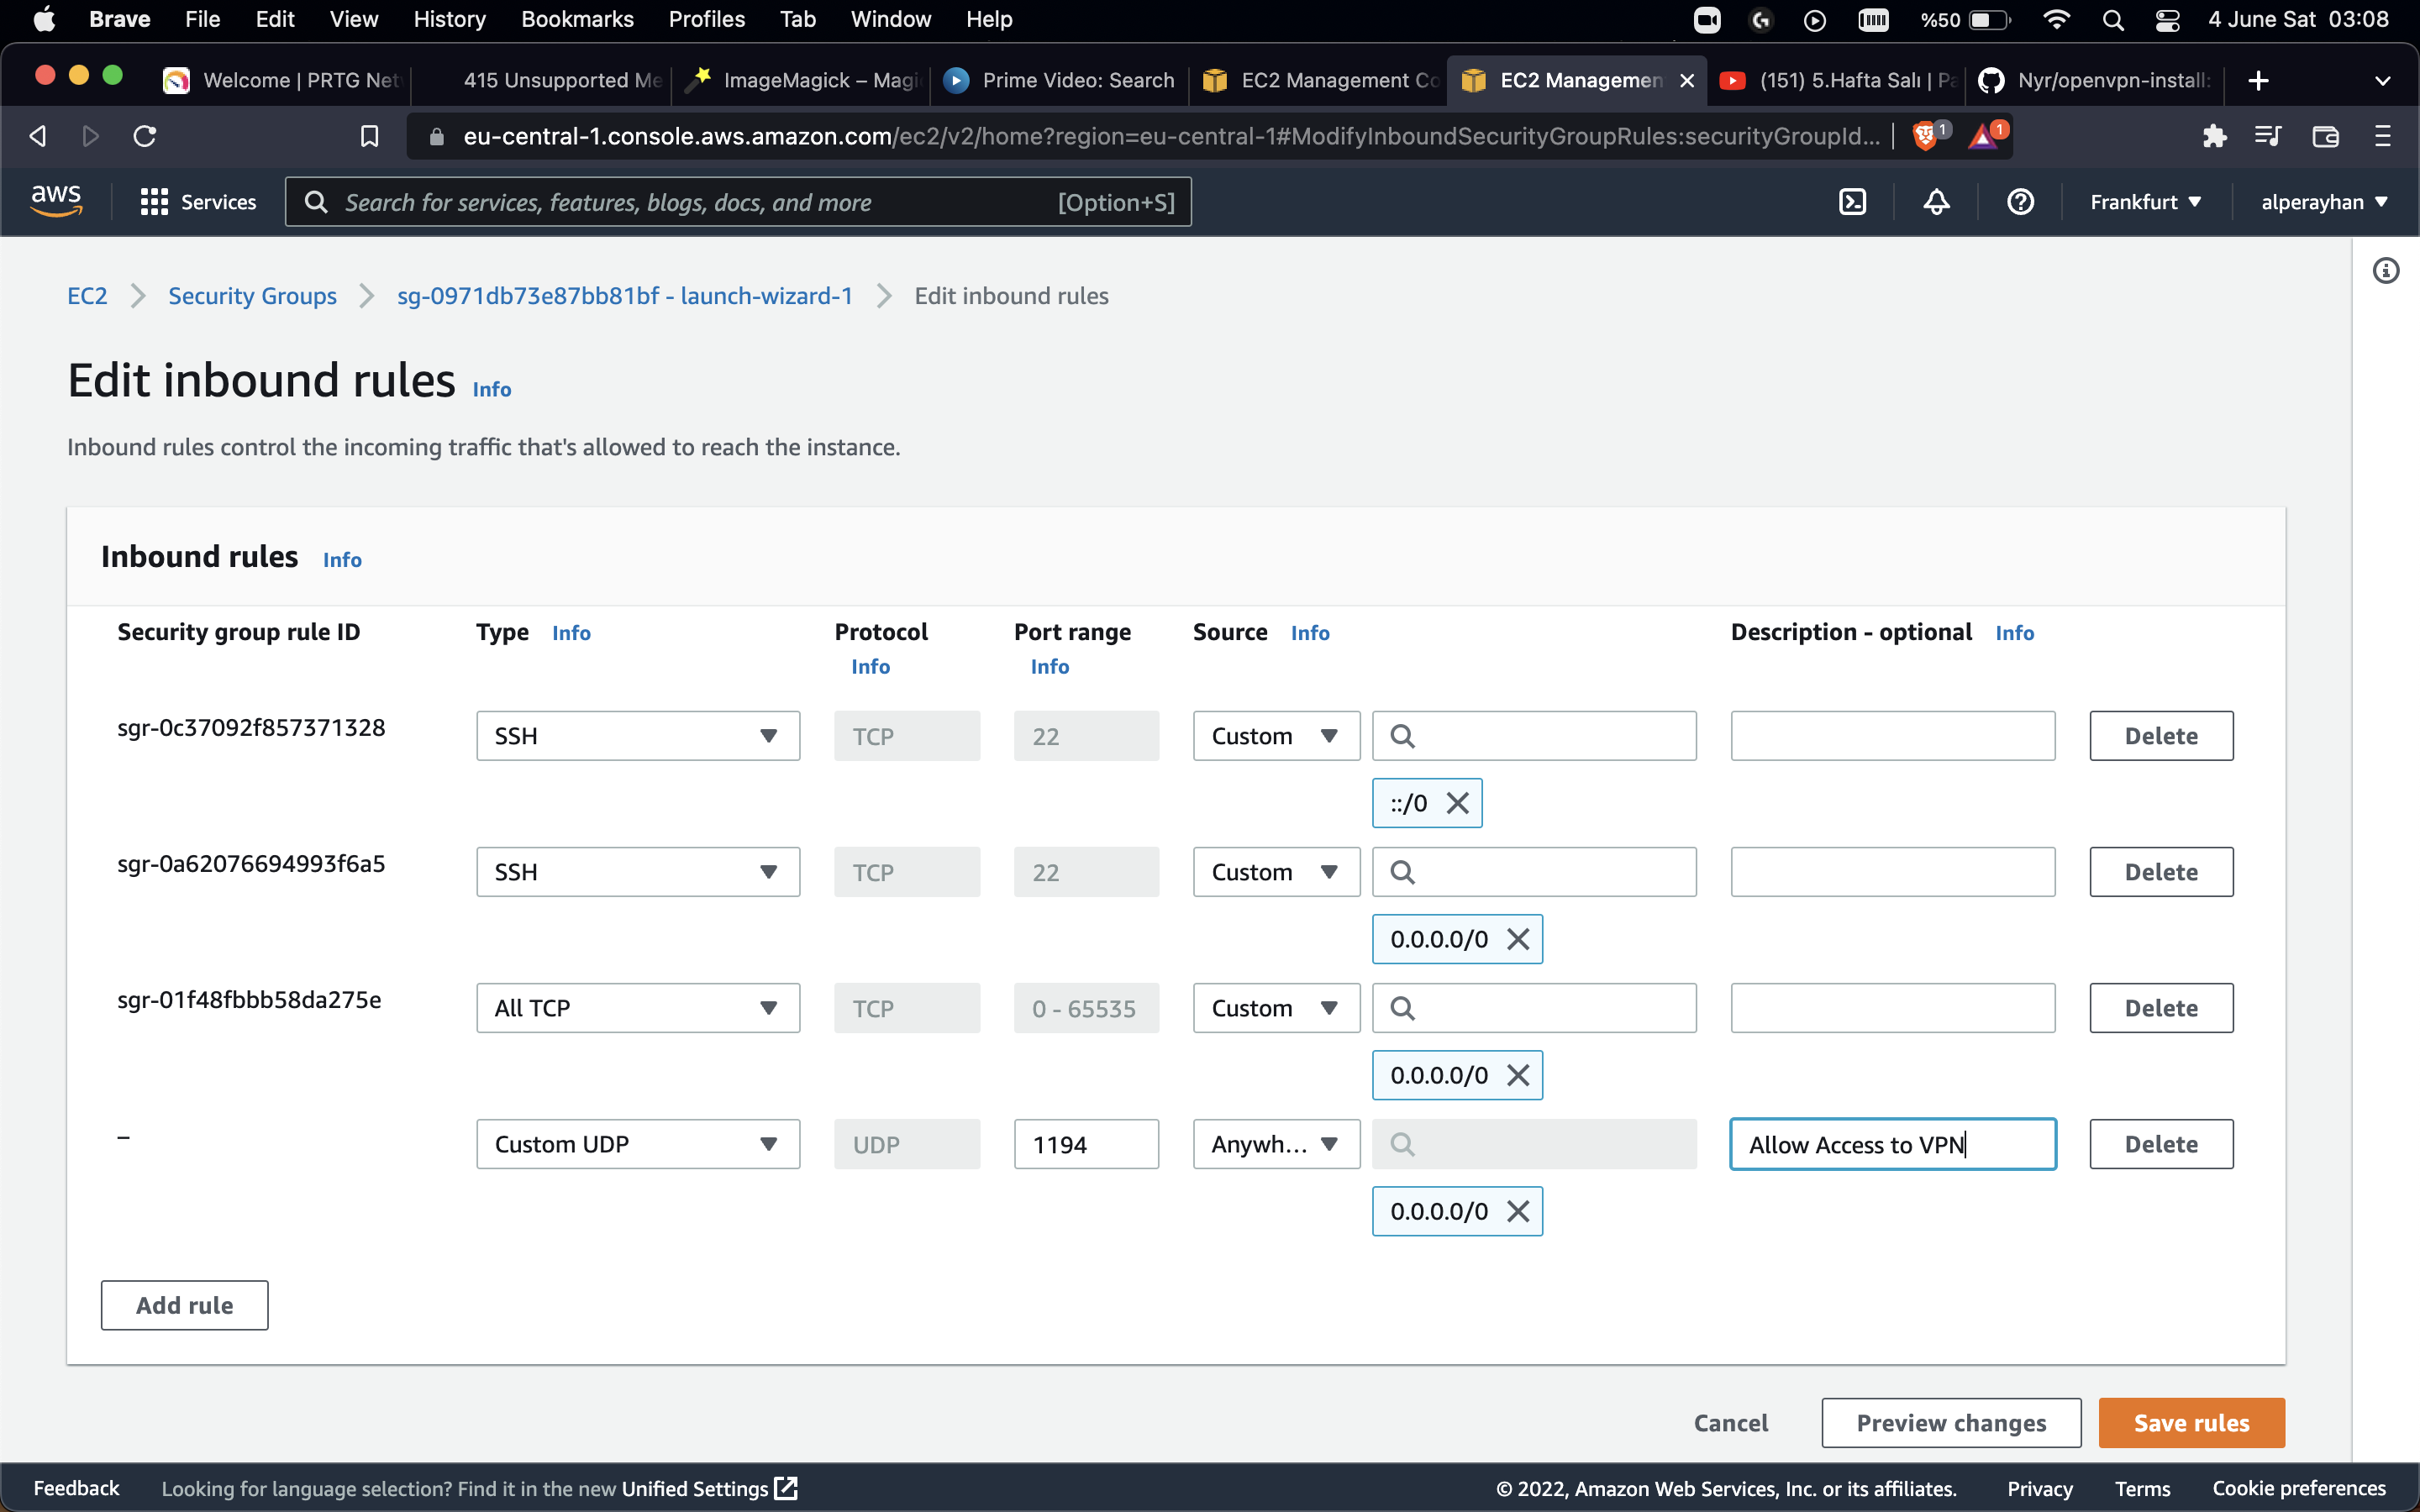 Brave File Edit View History Bookmarks Profiles Tab Window Help %50 4 June Sat 03:08
Welcome | PRTG Net 415 Unsupported Me ImageMagick – Magi Prime Video: Search EC2 Management Co EC2 Managemen (151) 5.Hafta Salı | Pa Nyr/openvpn-install:
eu-central-1.console.aws.amazon.com/ec2/v2/home?region=eu-central-1#ModifyInboundSecurityGroupRules:securityGroupId... 1 1
aws Services Search for services, features, blogs, docs, and more [Option+S] Frankfurt alperayhan
EC2 Security Groups sg-0971db73e87bb81bf - launch-wizard-1 Edit inbound rules
Edit inbound rules Info
Inbound rules control the incoming traffic that's allowed to reach the instance.
Inbound rules Info
Security group rule ID Type Info Protocol Port range Source Info Description - optional Info
Info Info
sgr-0c37092f857371328 SSH TCP 22 Custom Delete
::/0
sgr-0a62076694993f6a5 SSH TCP 22 Custom Delete
0.0.0.0/0
sgr-01f48fbbb58da275e All TCP TCP 0 - 65535 Custom Delete
0.0.0.0/0
– Custom UDP UDP 1194 Anywh... Allow Access to VPN Delete
0.0.0.0/0
Add rule
Cancel Preview changes Save rules
Feedback Looking for language selection? Find it in the new Unified Settings © 2022, Amazon Web Services, Inc. or its affiliates. Privacy Terms Cookie preferences